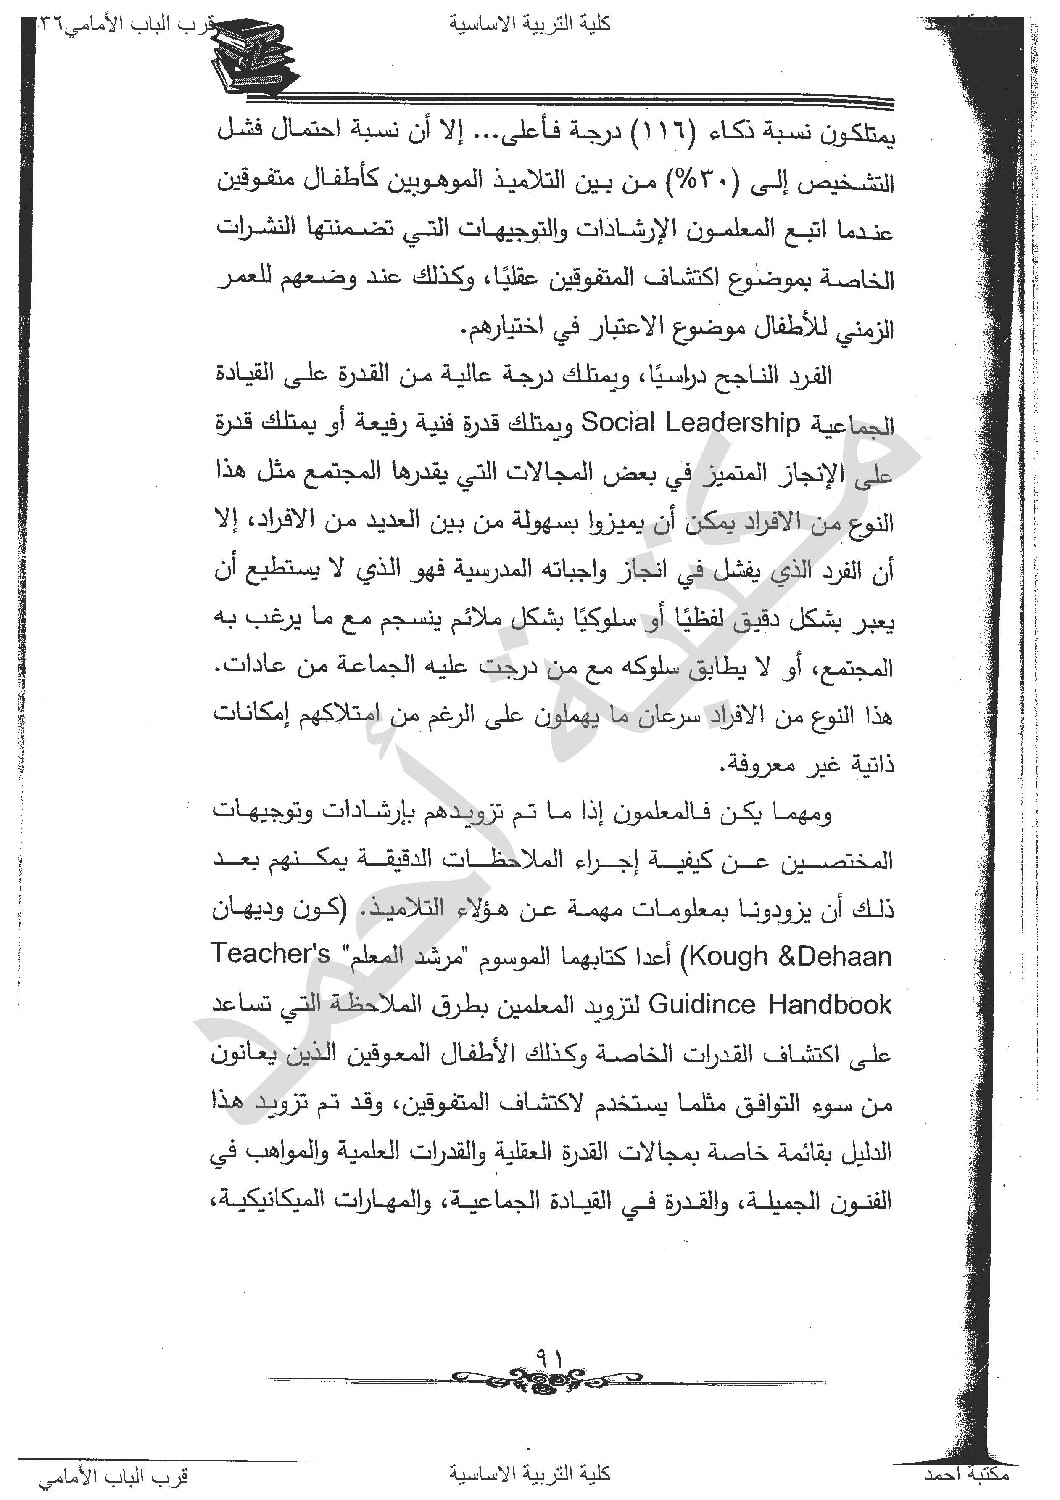 مكتبة احمد كلية التربية الاساسية قرب الباب الأمامي٣٦
يمتلكون نسبة ذكاء (١١٦) درجة فأعلى... إلا أن نسبة احتمال فشل
التشخيص إلى (٣٠%) من بين التلاميذ الموهوبين كأطفال متفوقين
عندما اتبع المعلمون الإرشادات والتوجيهات التي تضمنتها النشرات
الخاصة بموضوع اكتشاف المتفوقين عقليًا، وكذلك عند وضعهم للعمر
الزمني للأطفال موضوع الاعتبار في اختيارهم.
الفرد الناجح دراسيًا، ويمتلك درجة عالية من القدرة على القيادة
الجماعية Social Leadership ويمتلك قدرة فنية رفيعة أو يمتلك قدرة
على الإنجاز المتميز في بعض المجالات التي يقدرها المجتمع مثل هذا
النوع من الافراد يمكن أن يميزوا بسهولة من بين العديد من الافراد، إلا
أن الفرد الذي يفشل في انجاز واجباته المدرسية فهو الذي لا يستطيع أن
يعبر بشكل دقيق لفظيًا أو سلوكيًا بشكل ملائم ينسجم مع ما يرغب به
المجتمع، أو لا يطابق سلوكه مع من درجت عليه الجماعة من عادات.
هذا النوع من الافراد سرعان ما يهملون على الرغم من امتلاكهم إمكانات
ذاتية غير معروفة.
ومهما يكن فالمعلمون إذا ما تم تزويدهم بإرشادات وتوجيهات
المختصين عن كيفية إجراء الملاحظات الدقيقة يمكنهم بعد
ذلك أن يزودونا بمعلومات مهمة عن هؤلاء التلاميذ. (كون وديهان
Kough &Dehaan) أعدا كتابهما الموسوم "مرشد المعلم" Teacher's
Guidince Handbook لتزويد المعلمين بطرق الملاحظة التي تساعد
على اكتشاف القدرات الخاصة وكذلك الأطفال المعوقين الذين يعانون
من سوء التوافق مثلما يستخدم لاكتشاف المتفوقين، وقد تم تزويد هذا
الدليل بقائمة خاصة بمجالات القدرة العقلية والقدرات العلمية والمواهب في
الفنون الجميلة، والقدرة في القيادة الجماعية، والمهارات الميكانيكية،
مكتبة أحمد
٩١
مكتبة احمد كلية التربية الاساسية قرب الباب الأمامي